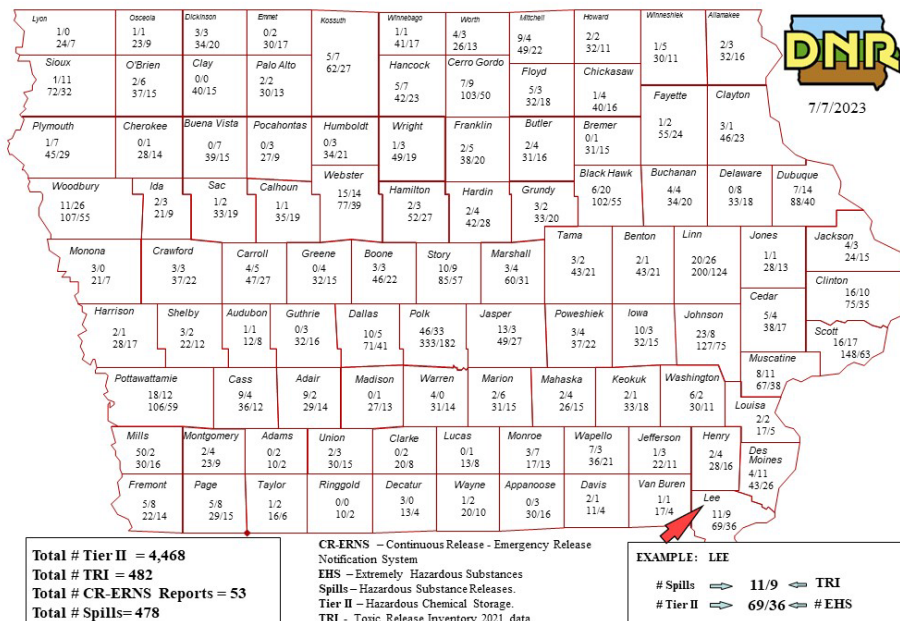 Lyon
1/0
24/7
Osceola
1/1
23/9
Dickinson
3/3
34/20
Emmet
0/2
30/17
Kossuth
5/7
62/27
Winnebago
1/1
41/17
Worth
4/3
26/13
Mitchell
9/4
49/22
Howard
2/2
32/11
Winneshiek
1/5
30/11
Allamakee
2/3
32/16
DNR
7/7/2023
Sioux
1/11
72/32
O'Brien
2/6
37/15
Clay
0/0
40/15
Palo Alto
2/2
30/13
Hancock
5/7
42/23
Cerro Gordo
7/9
103/50
Floyd
5/3
32/18
Chickasaw
1/4
40/16
Fayette
1/2
55/24
Clayton
3/1
46/23
Plymouth
1/7
45/29
Cherokee
0/1
28/14
Buena Vista
0/7
39/15
Pocahontas
0/3
27/9
Humboldt
0/3
34/21
Wright
1/3
49/19
Franklin
2/5
38/20
Butler
2/4
31/16
Bremer
0/1
31/15
Woodbury
11/26
107/55
Ida
2/3
21/9
Sac
1/2
33/19
Calhoun
1/1
35/19
Webster
15/14
77/39
Hamilton
2/3
52/27
Hardin
2/4
42/28
Grundy
3/2
33/20
Black Hawk
6/20
102/55
Buchanan
4/4
34/20
Delaware
0/8
33/18
Dubuque
7/14
88/40
Monona
3/0
21/7
Crawford
3/3
37/22
Carroll
4/5
47/27
Greene
0/4
32/15
Boone
3/3
46/22
Story
10/9
85/57
Marshall
3/4
60/31
Tama
3/2
43/21
Benton
2/1
43/21
Linn
20/26
200/124
Jones
1/1
28/13
Jackson
4/3
24/15
Clinton
16/10
75/35
Harrison
2/1
28/17
Shelby
3/2
22/12
Audubon
1/1
12/8
Guthrie
0/3
32/16
Dallas
10/5
71/41
Polk
46/33
333/182
Jasper
13/3
49/27
Poweshiek
3/4
37/22
Iowa
10/3
32/15
Johnson
23/8
127/75
Cedar
5/4
38/17
Scott
16/17
148/63
Muscatine
8/11
67/38
Pottawattamie
18/12
106/59
Cass
9/4
36/12
Adair
9/2
29/14
Madison
0/1
27/13
Warren
4/0
31/14
Marion
2/6
31/15
Mahaska
2/4
26/15
Keokuk
2/1
33/18
Washington
6/2
30/11
Louisa
2/2
17/5
Mills
50/2
30/16
Montgomery
2/4
23/9
Adams
0/2
10/2
Union
2/3
30/15
Clarke
0/2
20/8
Lucas
0/1
13/8
Monroe
3/7
17/13
Wapello
7/3
36/21
Jefferson
1/3
22/11
Henry
2/4
28/16
Des
Moines
4/11
43/26
Fremont
5/8
22/14
Page
5/8
29/15
Taylor
1/2
16/6
Ringgold
0/0
10/2
Decatur
3/0
13/4
Wayne
1/2
20/10
Appanoose
0/3
30/16
Davis
2/1
11/4
Van Buren
1/1
17/4
Lee
11/9
69/36
Total # Tier II = 4,468
Total # TRI = 482
Total # CR-ERNS Reports = 53
Total # Spills= 478
CR-ERNS – Continuous Release - Emergency Release
Notification System
EHS – Extremely Hazardous Substances
Spills – Hazardous Substance Releases.
Tier II – Hazardous Chemical Storage.
TRI - Toxic Release Inventory 2021 data
EXAMPLE: LEE
# Spills 11/9 TRI
# Tier II 69/36 # EHS